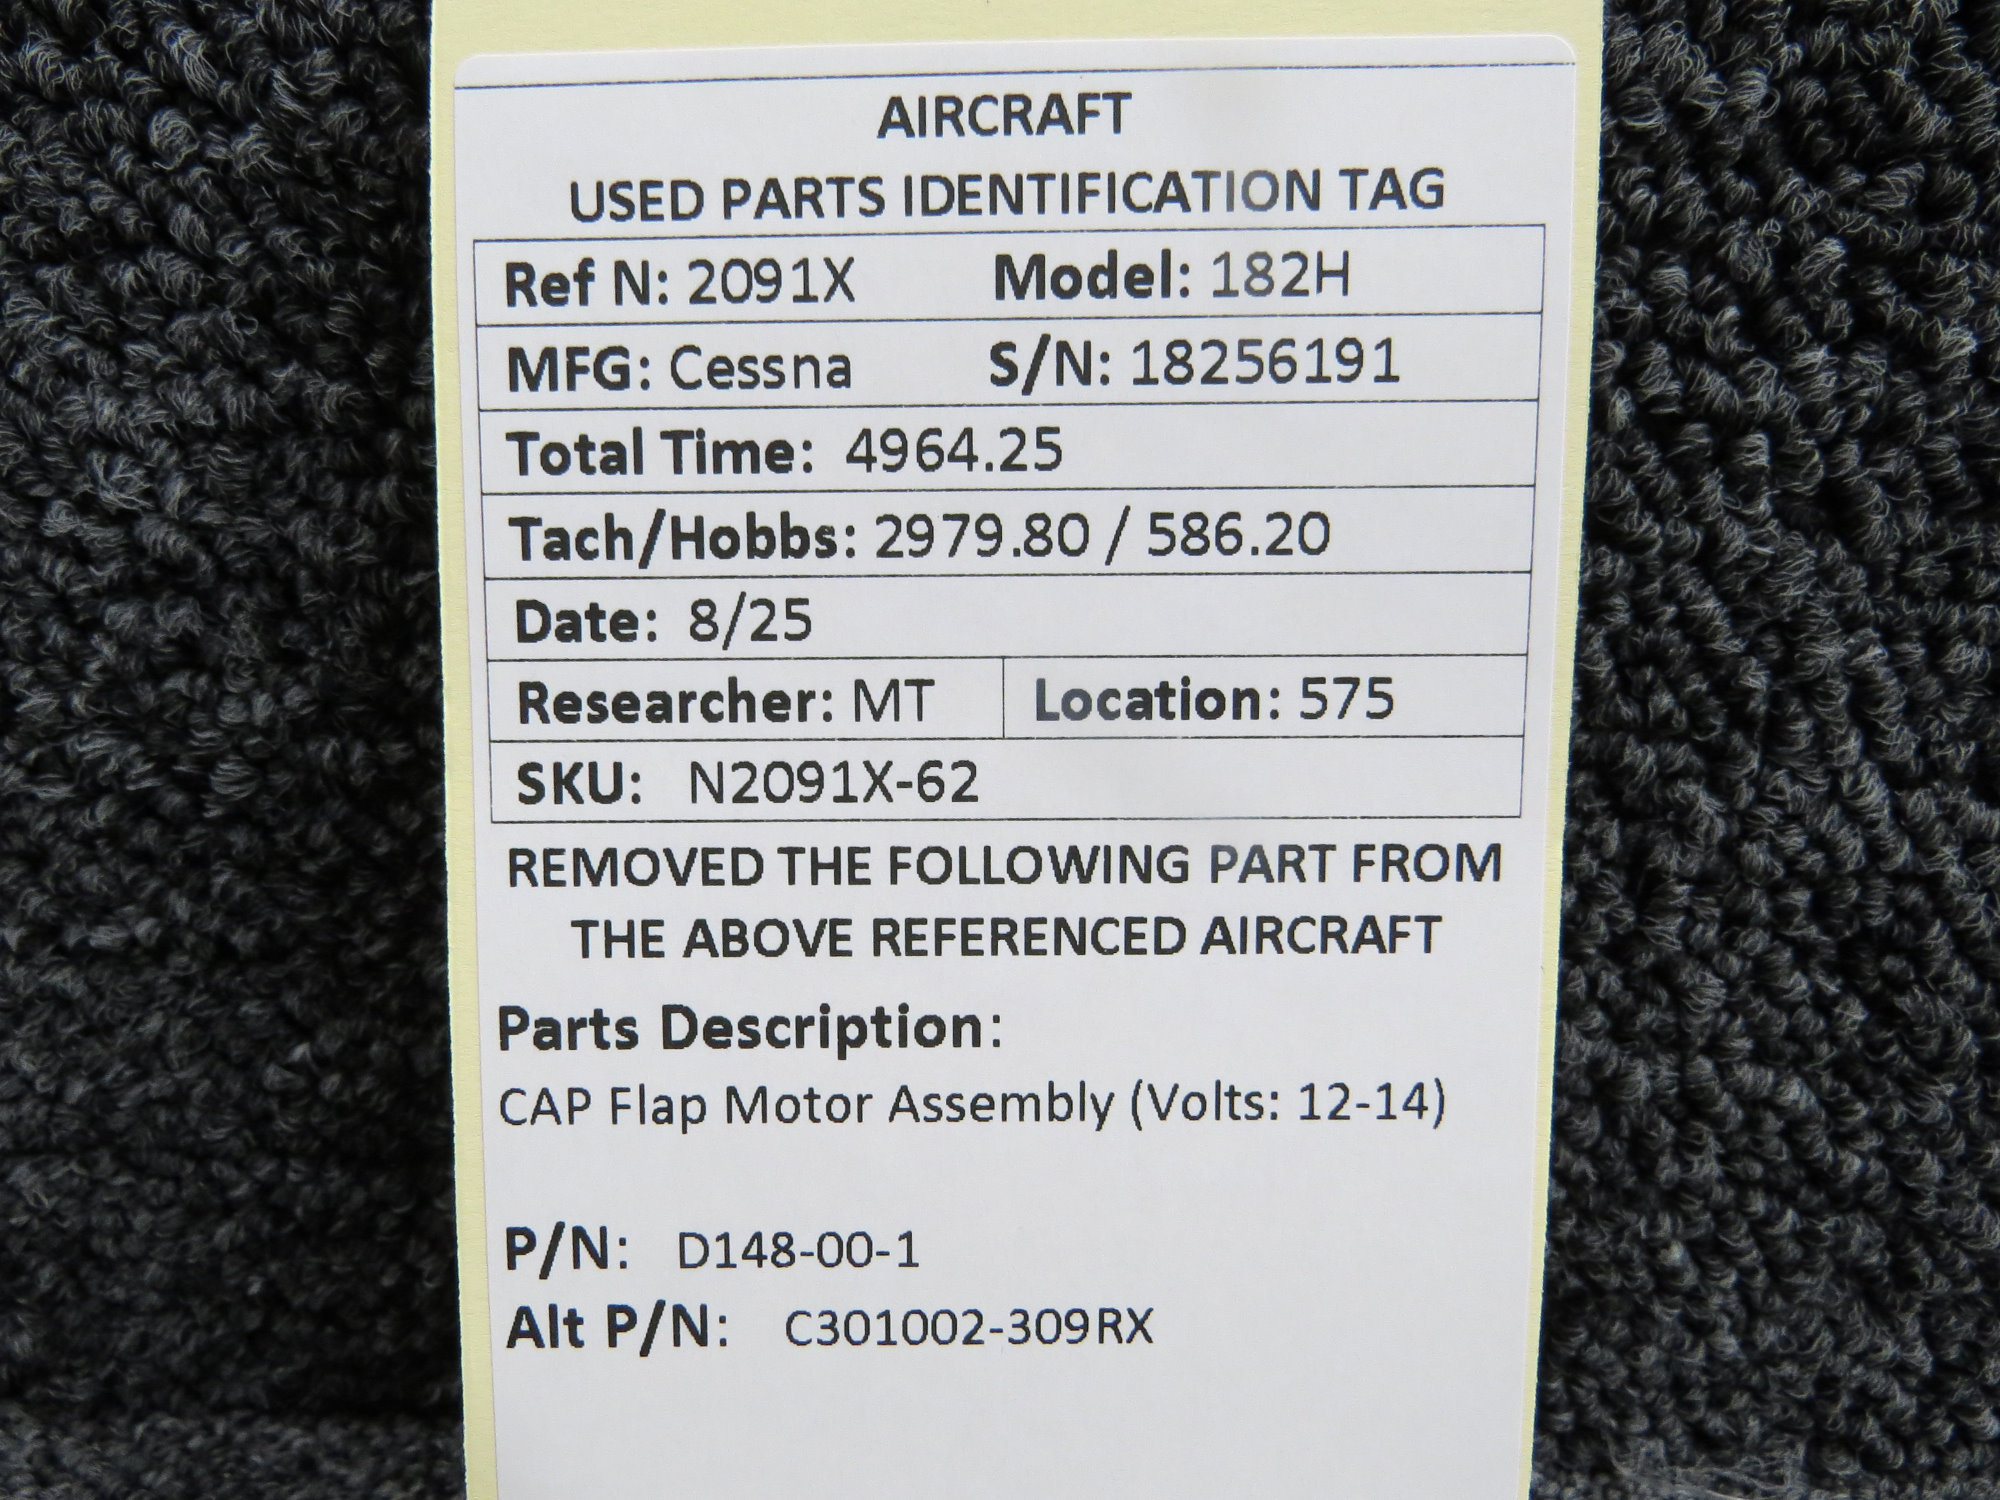 AIRCRAFT
USED PARTS IDENTIFICATION TAG
Ref N: 2091X Model: 182H
MFG: Cessna S/N: 18256191
Total Time: 4964.25
Tach/Hobbs: 2979.80 / 586.20
Date: 8/25
Researcher: MT Location: 575
SKU: N2091X-62
REMOVED THE FOLLOWING PART FROM
THE ABOVE REFERENCED AIRCRAFT
Parts Description:
CAP Flap Motor Assembly (Volts: 12-14)
P/N: D148-00-1
Alt P/N: C301002-309RX